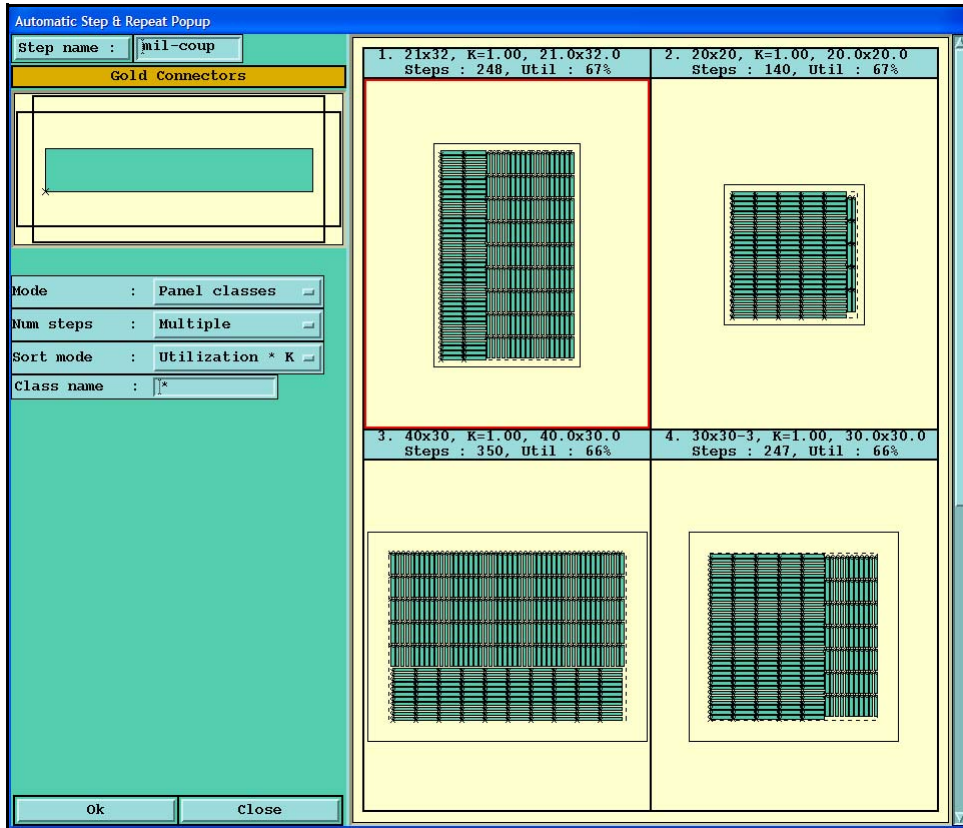 Automatic Step & Repeat Popup
Step name : mil-coup
Gold Connectors
Mode : Panel classes
Num steps : Multiple
Sort mode : Utilization * K
Class name : *
Ok
Close
1. 21x32, K=1.00, 21.0x32.0
Steps : 248, Util : 67%
2. 20x20, K=1.00, 20.0x20.0
Steps : 140, Util : 67%
3. 40x30, K=1.00, 40.0x30.0
Steps : 350, Util : 66%
4. 30x30-3, K=1.00, 30.0x30.0
Steps : 247, Util : 66%